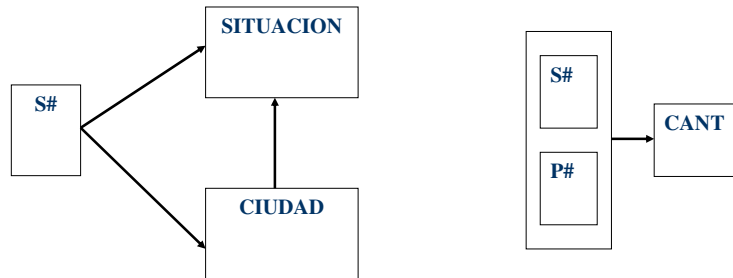 SITUACION
S#
CIUDAD
S#
P#
CANT